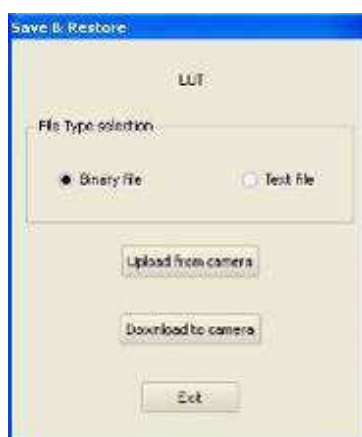 Save & Restore
LUT
File Type selection
Binary file
Text file
Upload from camera
Download to camera
Exit